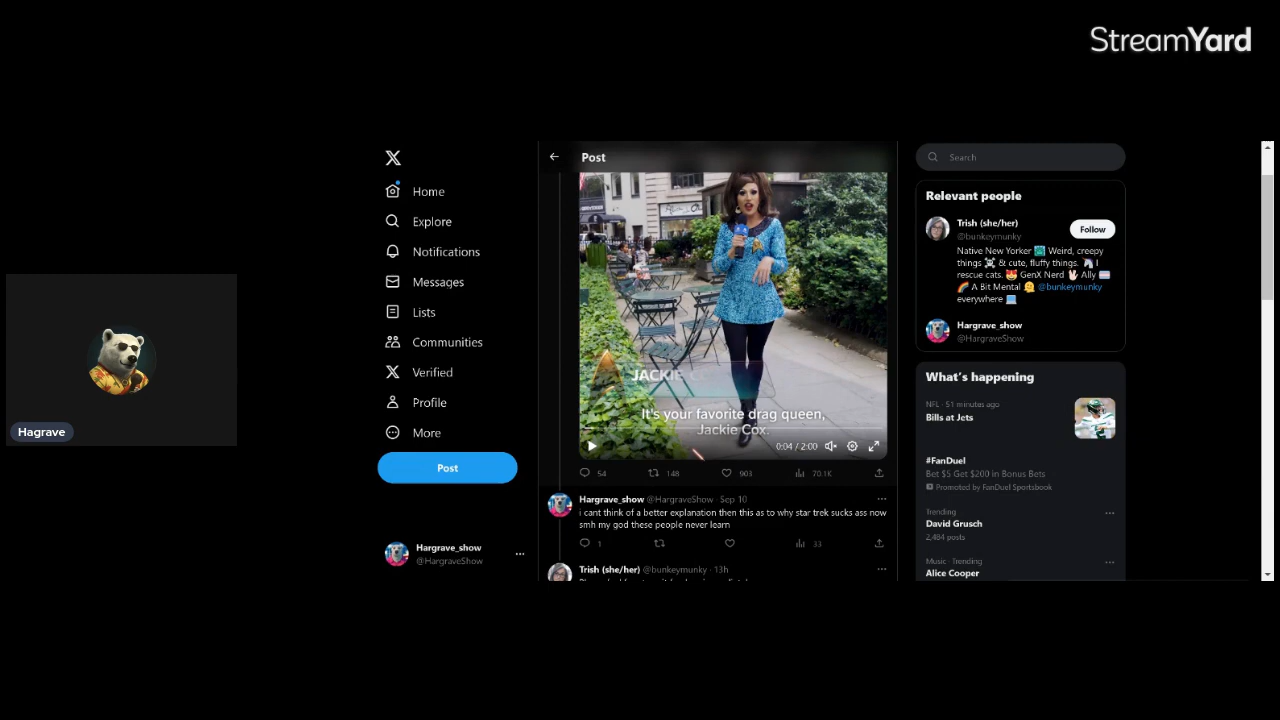 StreamYard
Hagrave
Home
Explore
Notifications
Messages
Lists
Communities
Verified
Profile
More
Post
Hargrave_show
@HargraveShow
Post
JACKIE C
It's your favorite drag queen,
Jackie Cox.
0:04 / 2:00
54 148 903 70.1K
Hargrave_show @HargraveShow · Sep 10
i cant think of a better explanation then this as to why star trek sucks ass now
smh my god these people never learn
1 33
Trish (she/her) @bunkeymunky · 13h
Search
Relevant people
Trish (she/her)
@bunkeymunky
Follow
Native New Yorker 🗽 Weird, creepy
things ☠️ & cute, fluffy things. 🦄 I
rescue cats. 😻 GenX Nerd 🖖 Ally
🌈 A Bit Mental 🫠 @bunkeymunky
everywhere 💻
Hargrave_show
@HargraveShow
What's happening
NFL · 51 minutes ago
Bills at Jets
#FanDuel
Bet $5 Get $200 in Bonus Bets
Promoted by FanDuel Sportsbook
Trending
David Grusch
2,484 posts
Music · Trending
Alice Cooper